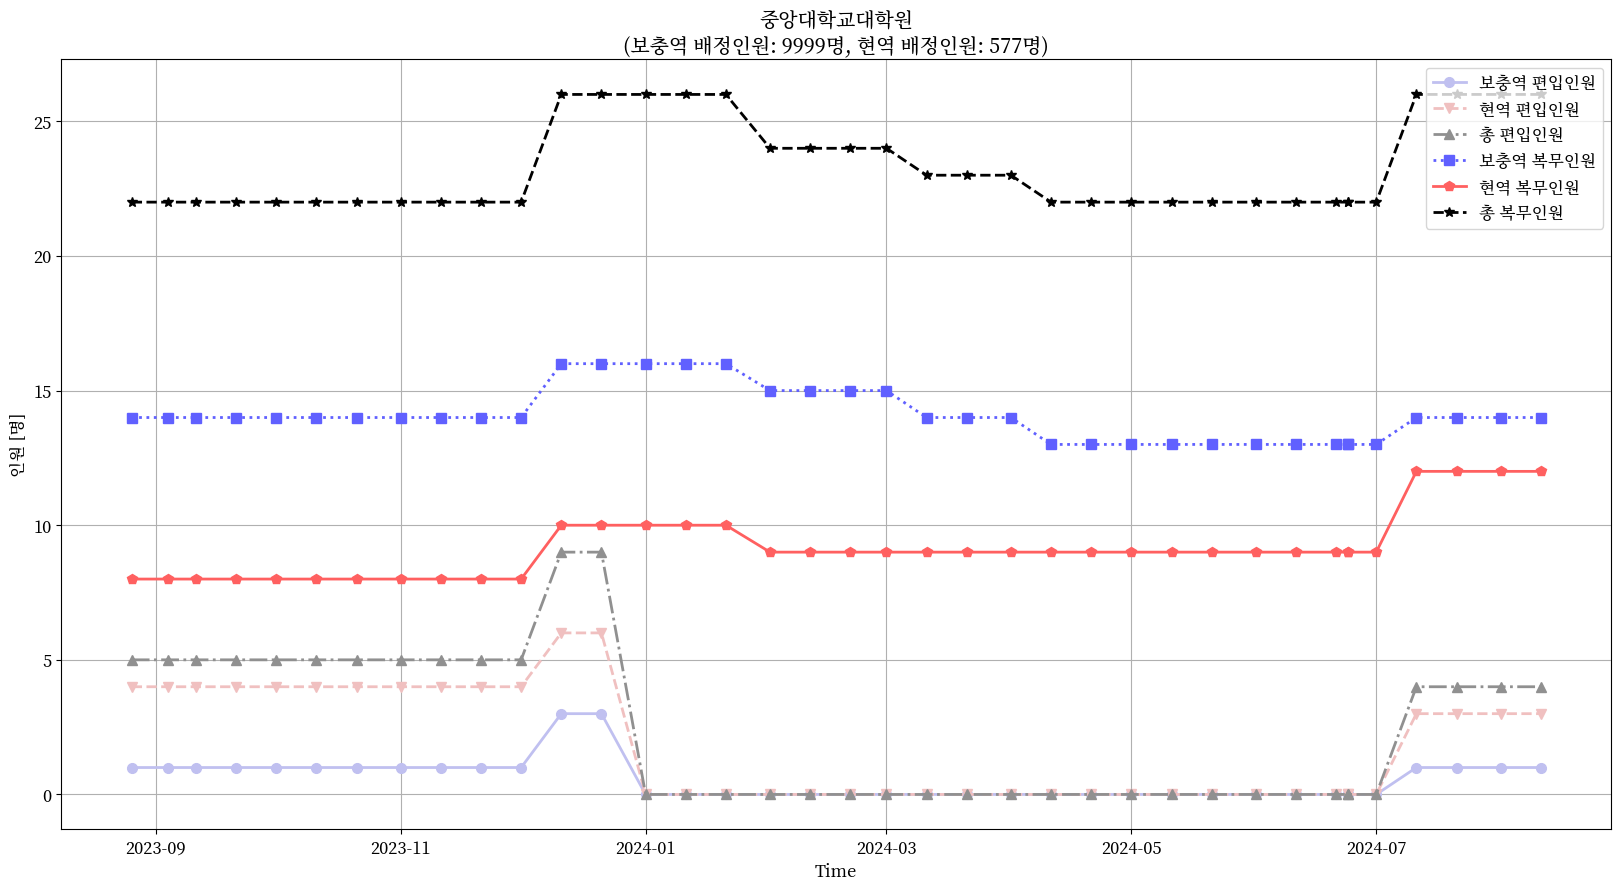 중앙대학교대학원
(보충역 배정인원: 9999명, 현역 배정인원: 577명)
보충역 편입인원
현역 편입인원
총 편입인원
보충역 복무인원
현역 복무인원
총 복무인원
인원 [명]
25
20
15
10
5
0
2023-09
2023-11
2024-01
2024-03
2024-05
2024-07
Time